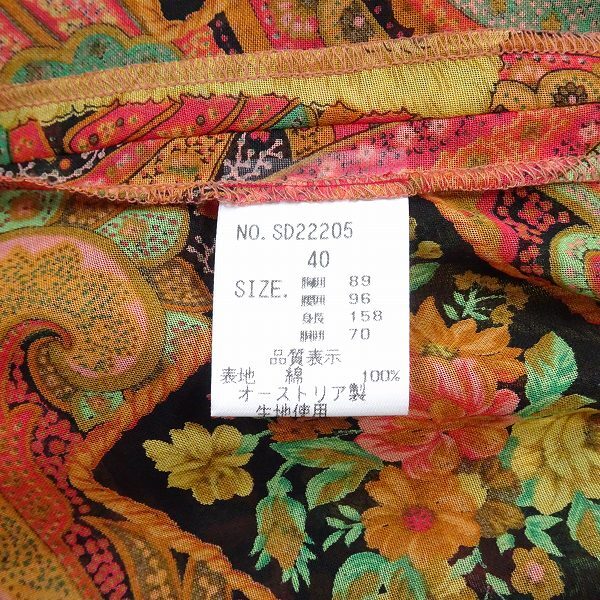 NO. SD22205
40
SIZE. 胸囲 89
腰囲 96
身長 158
胴囲 70
品質表示
表地 綿 100%
オーストリア製
生地使用